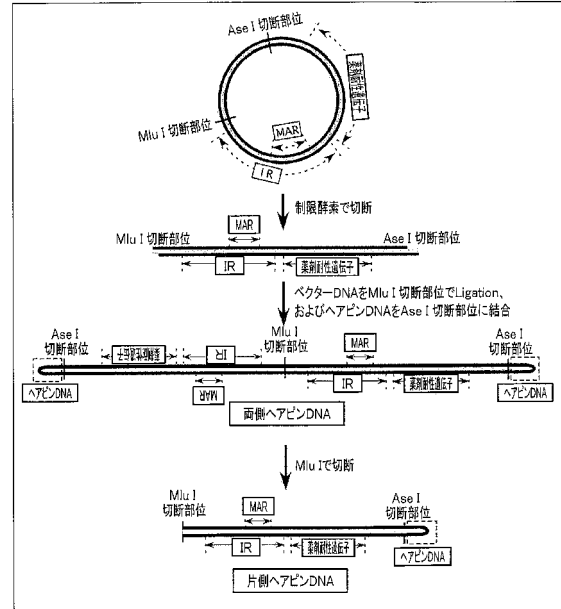 Ase I 切断部位
薬剤耐性遺伝子
Mlu I 切断部位
MAR
IR
制限酵素で切断
MAR
Mlu I 切断部位
Ase I 切断部位
IR
薬剤耐性遺伝子
ベクターDNAをMlu I 切断部位でLigation、
およびヘアピンDNAをAse I 切断部位に結合
Ase I
切断部位
薬剤耐性遺伝子
IR
Mlu I
切断部位
MAR
Ase I
切断部位
ヘアピンDNA
MAR
IR
薬剤耐性遺伝子
ヘアピンDNA
両側ヘアピンDNA
Mlu Iで切断
Mlu I
切断部位
MAR
Ase I
切断部位
IR
薬剤耐性遺伝子
ヘアピンDNA
片側ヘアピンDNA